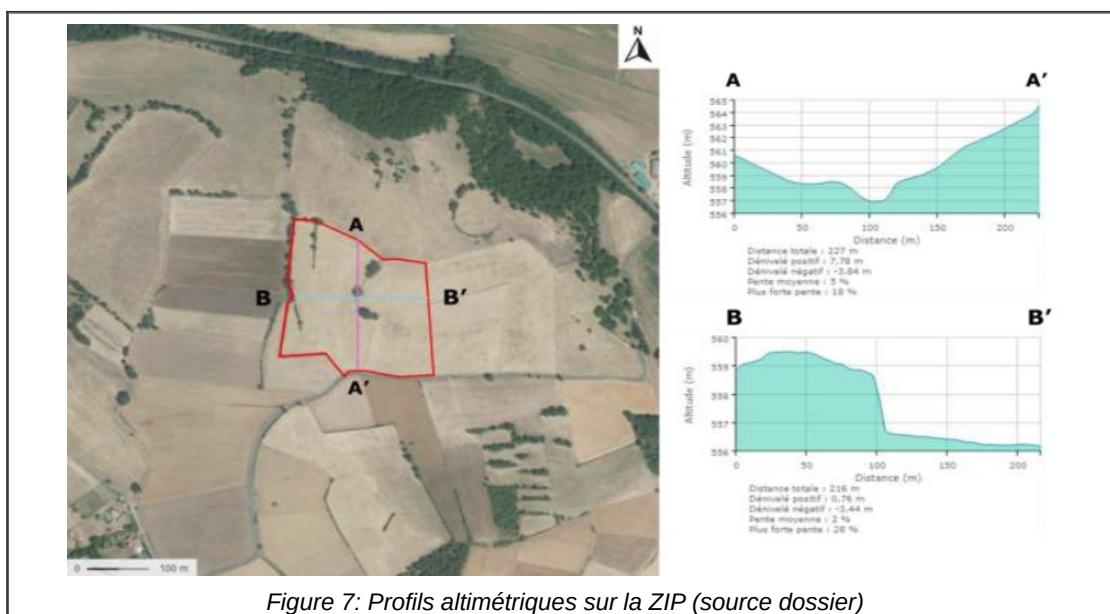 N
A
B
B'
A'
0 100 m
A A'
565
564
563
562
561
560
559
558
557
556
Altitude (m)
0 50 100 150 200
Distance (m)
Distance totale : 227 m
Dénivelé positif : 7,78 m
Dénivelé négatif : -3,84 m
Pente moyenne : 5 %
Plus forte pente : 18 %
B B'
560
559
558
557
556
Altitude (m)
0 50 100 150 200
Distance (m)
Distance totale : 216 m
Dénivelé positif : 0,76 m
Dénivelé négatif : -3,44 m
Pente moyenne : 2 %
Plus forte pente : 28 %
Figure 7: Profils altimétriques sur la ZIP (source dossier)